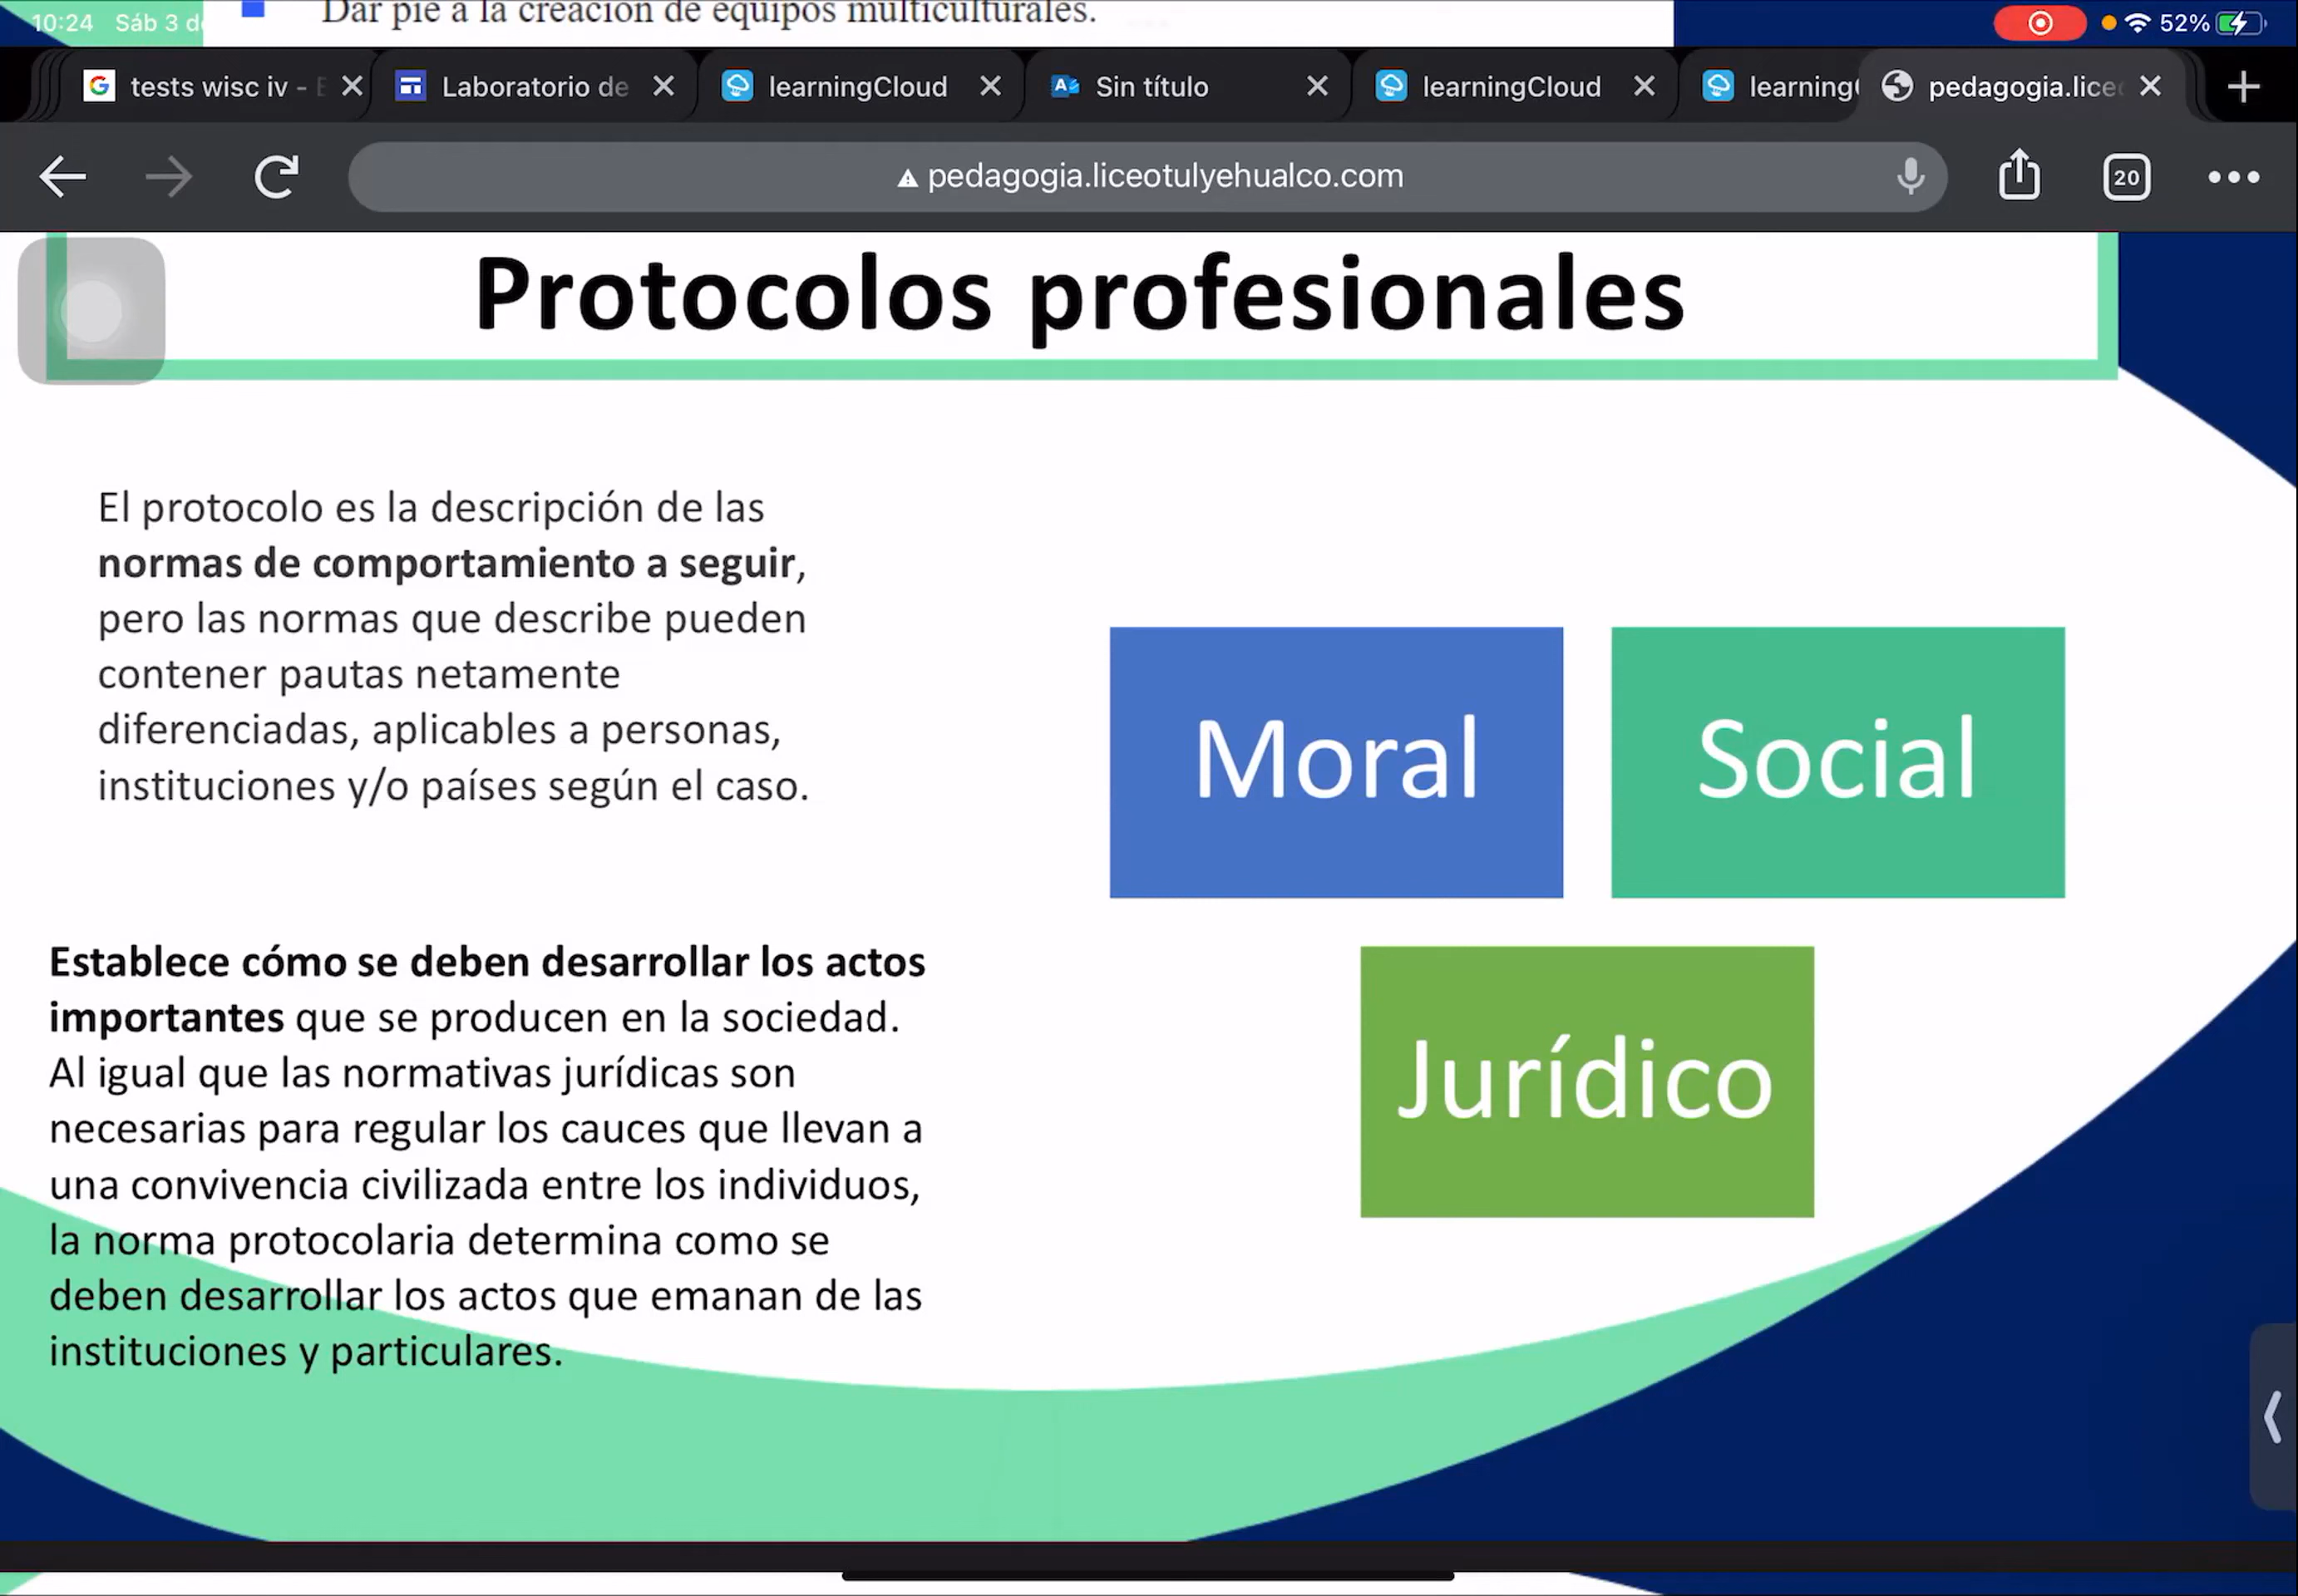 Dar pie a la creación de equipos multiculturales.
10:24 Sáb 3 d
52%
tests wisc iv -
Laboratorio de
learningCloud
Sin título
learningCloud
learning
pedagogia.lice
pedagogia.liceotulyehualco.com
20
Protocolos profesionales
El protocolo es la descripción de las
normas de comportamiento a seguir,
pero las normas que describe pueden
contener pautas netamente
diferenciadas, aplicables a personas,
instituciones y/o países según el caso.
Moral
Social
Jurídico
Establece cómo se deben desarrollar los actos
importantes que se producen en la sociedad.
Al igual que las normativas jurídicas son
necesarias para regular los cauces que llevan a
una convivencia civilizada entre los individuos,
la norma protocolaria determina como se
deben desarrollar los actos que emanan de las
instituciones y particulares.